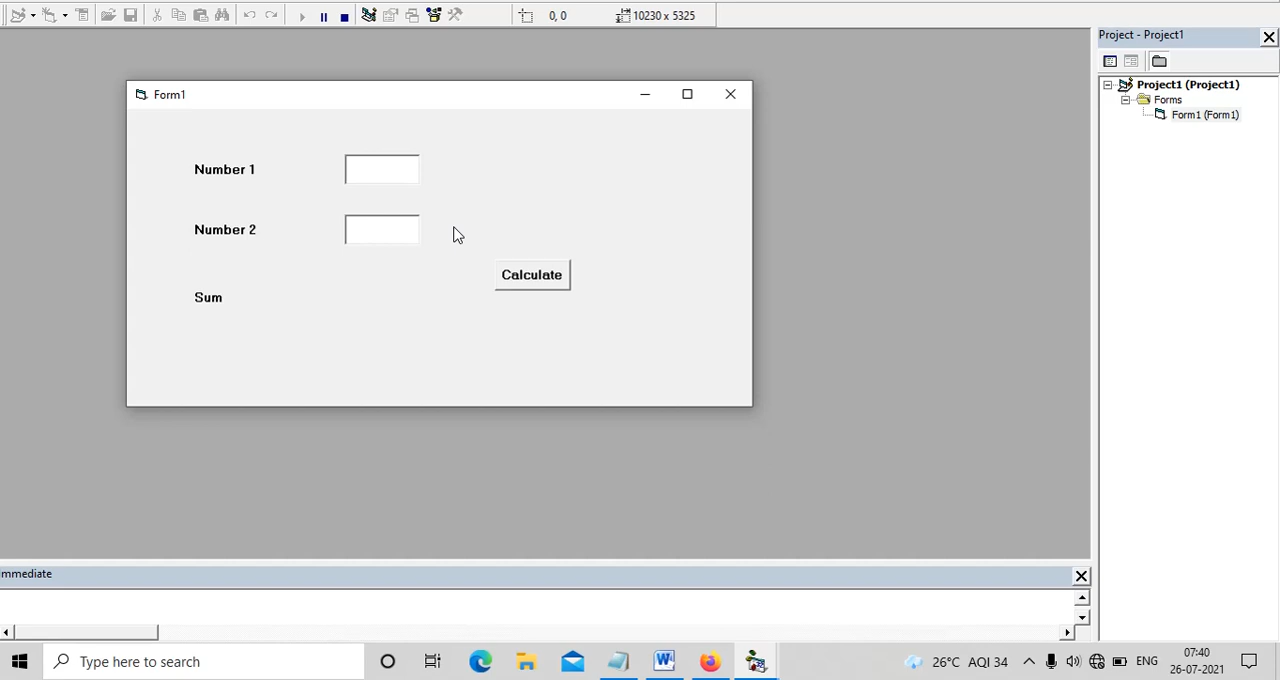 0, 0 10230 x 5325
Project - Project1
Project1 (Project1)
Forms
Form1 (Form1)
Form1
Number 1
Number 2
Calculate
Sum
Immediate
Type here to search
26°C AQI 34
ENG
07:40
26-07-2021